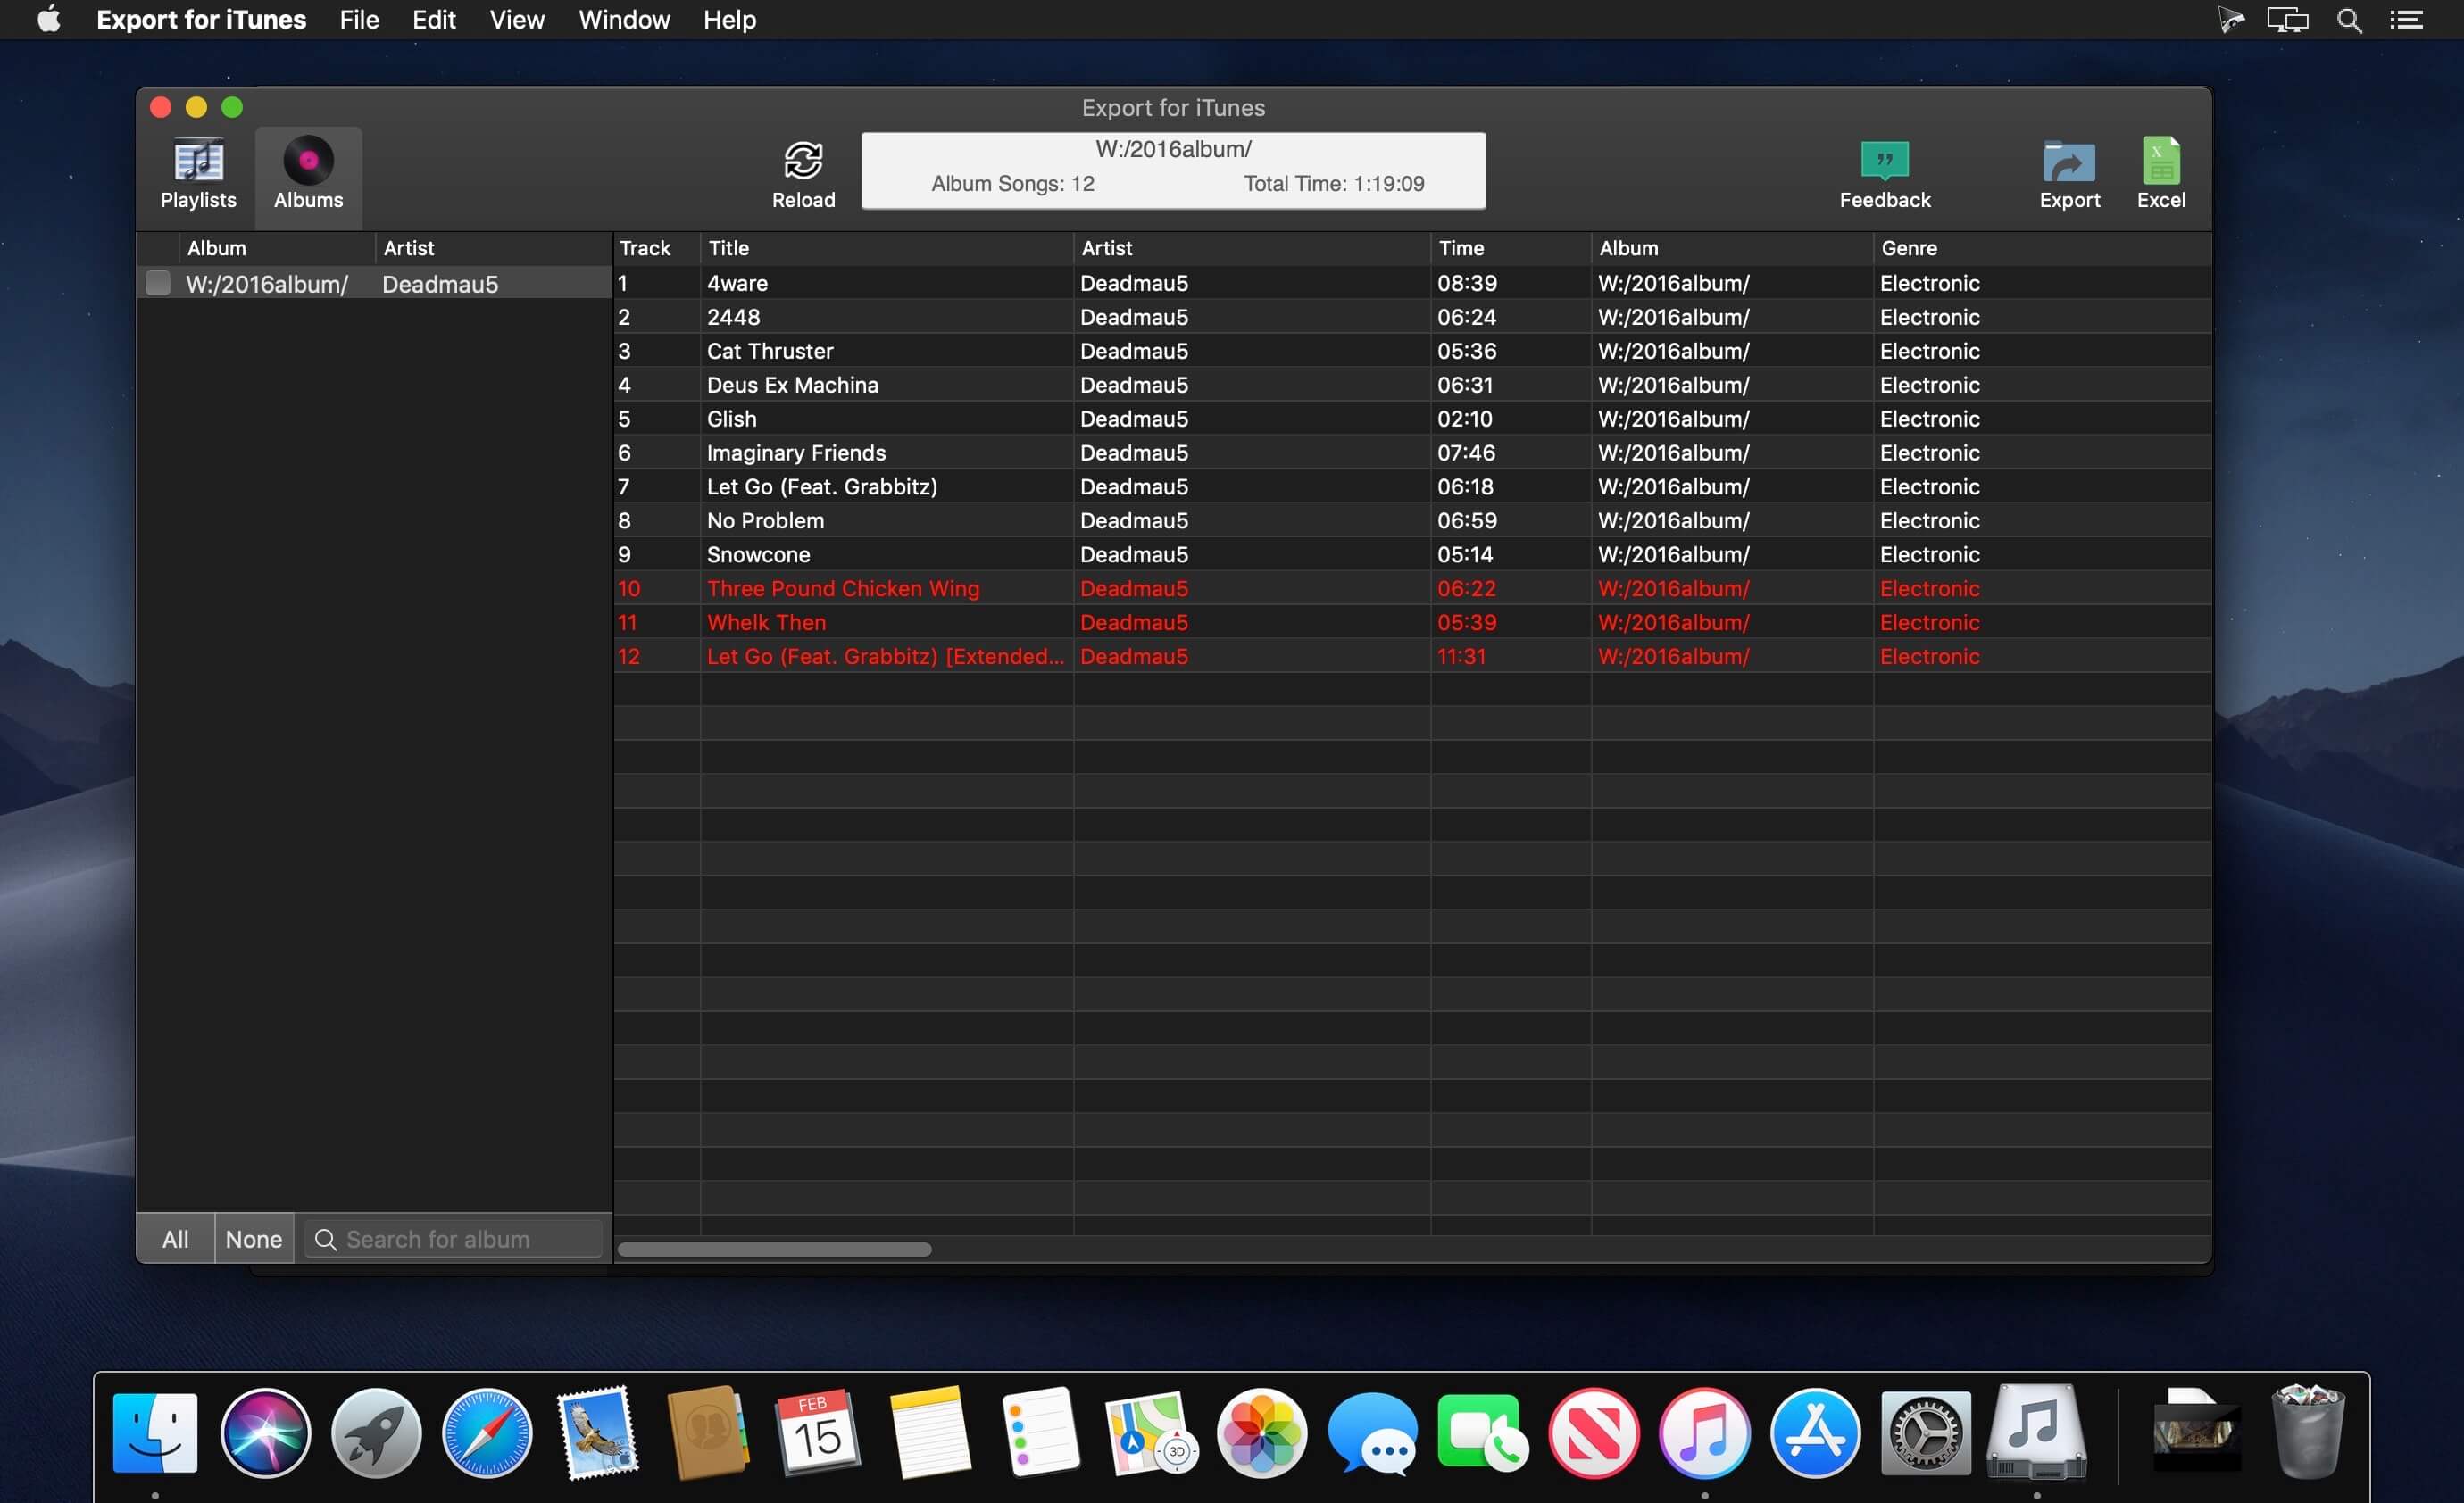 Export for iTunes File Edit View Window Help
Export for iTunes
Playlists Albums Reload Feedback Export Excel
W:/2016album/
Album Songs: 12 Total Time: 1:19:09
Album Artist
W:/2016album/ Deadmau5
Track Title Artist Time Album Genre
1 4ware Deadmau5 08:39 W:/2016album/ Electronic
2 2448 Deadmau5 06:24 W:/2016album/ Electronic
3 Cat Thruster Deadmau5 05:36 W:/2016album/ Electronic
4 Deus Ex Machina Deadmau5 06:31 W:/2016album/ Electronic
5 Glish Deadmau5 02:10 W:/2016album/ Electronic
6 Imaginary Friends Deadmau5 07:46 W:/2016album/ Electronic
7 Let Go (Feat. Grabbitz) Deadmau5 06:18 W:/2016album/ Electronic
8 No Problem Deadmau5 06:59 W:/2016album/ Electronic
9 Snowcone Deadmau5 05:14 W:/2016album/ Electronic
10 Three Pound Chicken Wing Deadmau5 06:22 W:/2016album/ Electronic
11 Whelk Then Deadmau5 05:39 W:/2016album/ Electronic
12 Let Go (Feat. Grabbitz) [Extended... Deadmau5 11:31 W:/2016album/ Electronic
All None Search for album
FEB
15
3D